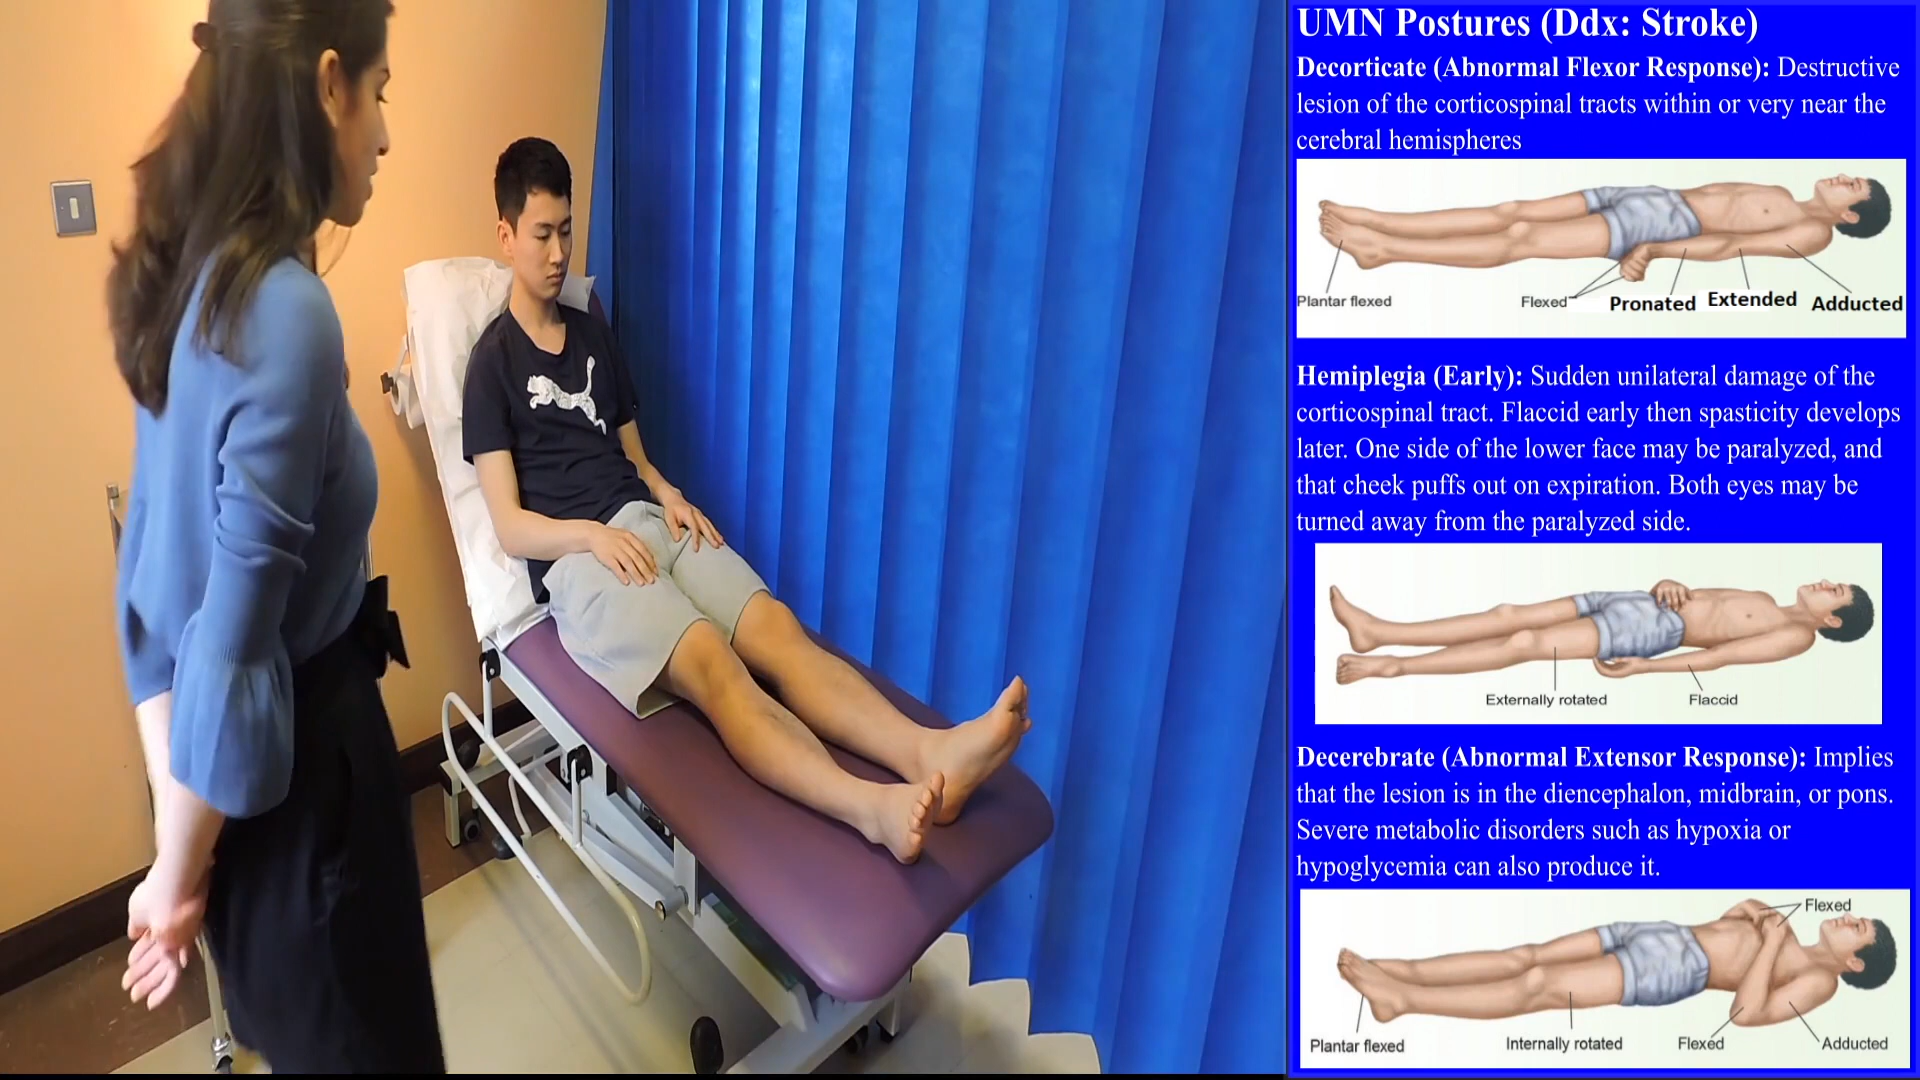 UMN Postures (Ddx: Stroke)
Decorticate (Abnormal Flexor Response): Destructive
lesion of the corticospinal tracts within or very near the
cerebral hemispheres
Plantar flexed
Flexed
Pronated
Extended
Adducted
Hemiplegia (Early): Sudden unilateral damage of the
corticospinal tract. Flaccid early then spasticity develops
later. One side of the lower face may be paralyzed, and
that cheek puffs out on expiration. Both eyes may be
turned away from the paralyzed side.
Externally rotated
Flaccid
Decerebrate (Abnormal Extensor Response): Implies
that the lesion is in the diencephalon, midbrain, or pons.
Severe metabolic disorders such as hypoxia or
hypoglycemia can also produce it.
Flexed
Plantar flexed
Internally rotated
Flexed
Adducted